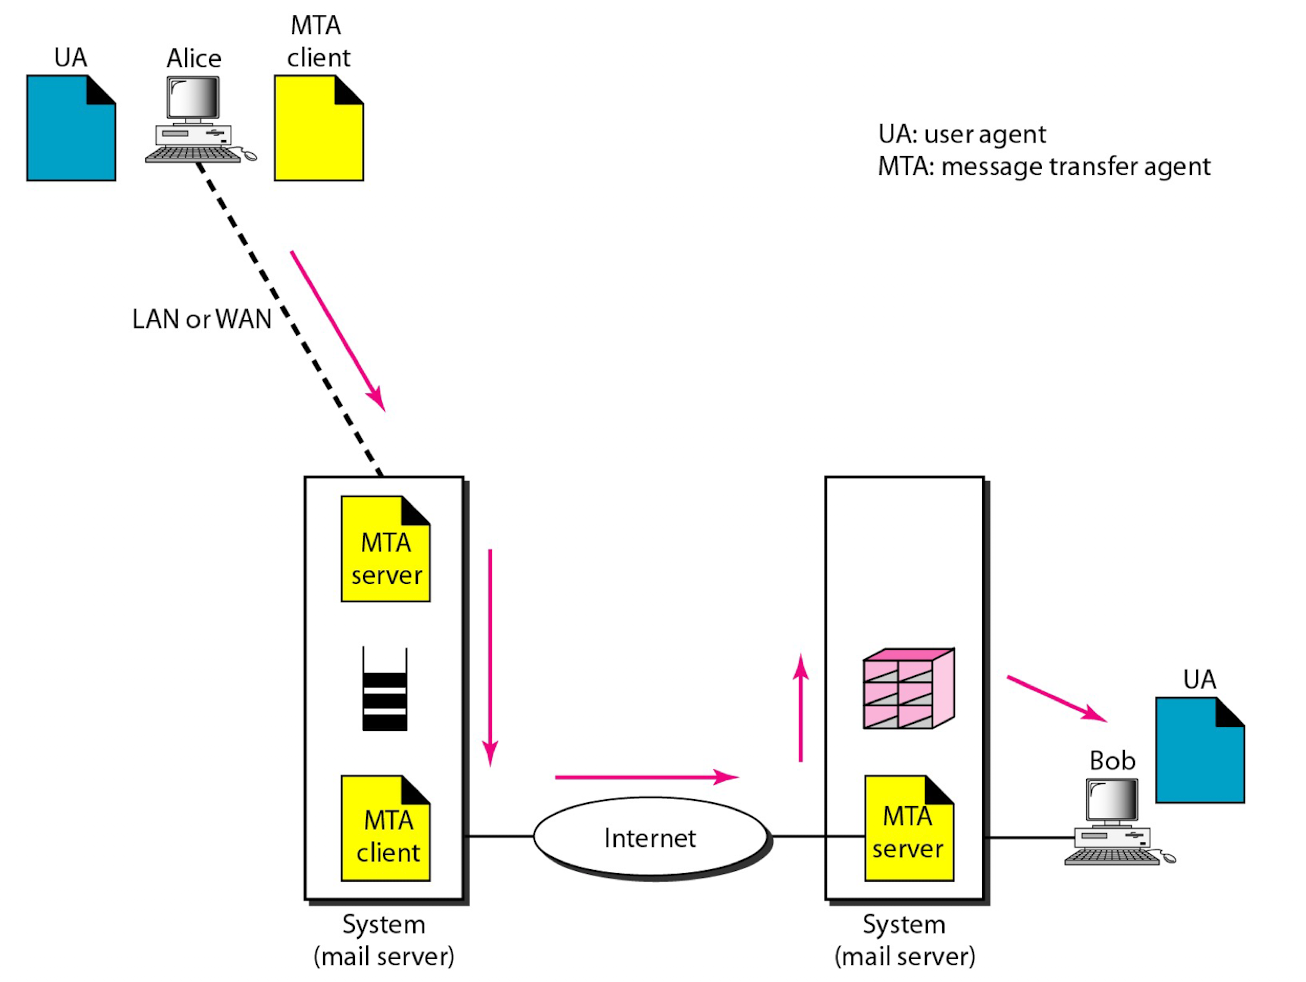 UA
Alice
MTA
client
UA: user agent
MTA: message transfer agent
LAN or WAN
MTA
server
MTA
client
System
(mail server)
Internet
MTA
server
System
(mail server)
UA
Bob